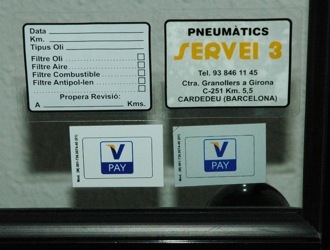 Data
Km.
Tipus Oli
Filtre Oli
Filtre Aire
Filtre Combustible
Filtre Antipol·len
Propera Revisió:
A Kms.
PNEUMÀTICS
SERVEI 3
Tel. 93 846 11 45
Ctra. Granollers a Girona
C-251 Km. 5,5
CARDEDEU (BARCELONA)
V
PAY
V
PAY